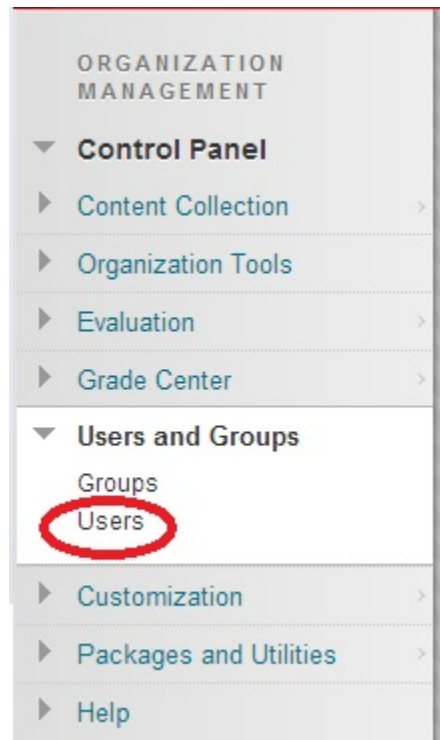 ORGANIZATION
MANAGEMENT
Control Panel
Content Collection
Organization Tools
Evaluation
Grade Center
Users and Groups
Groups
Users
Customization
Packages and Utilities
Help